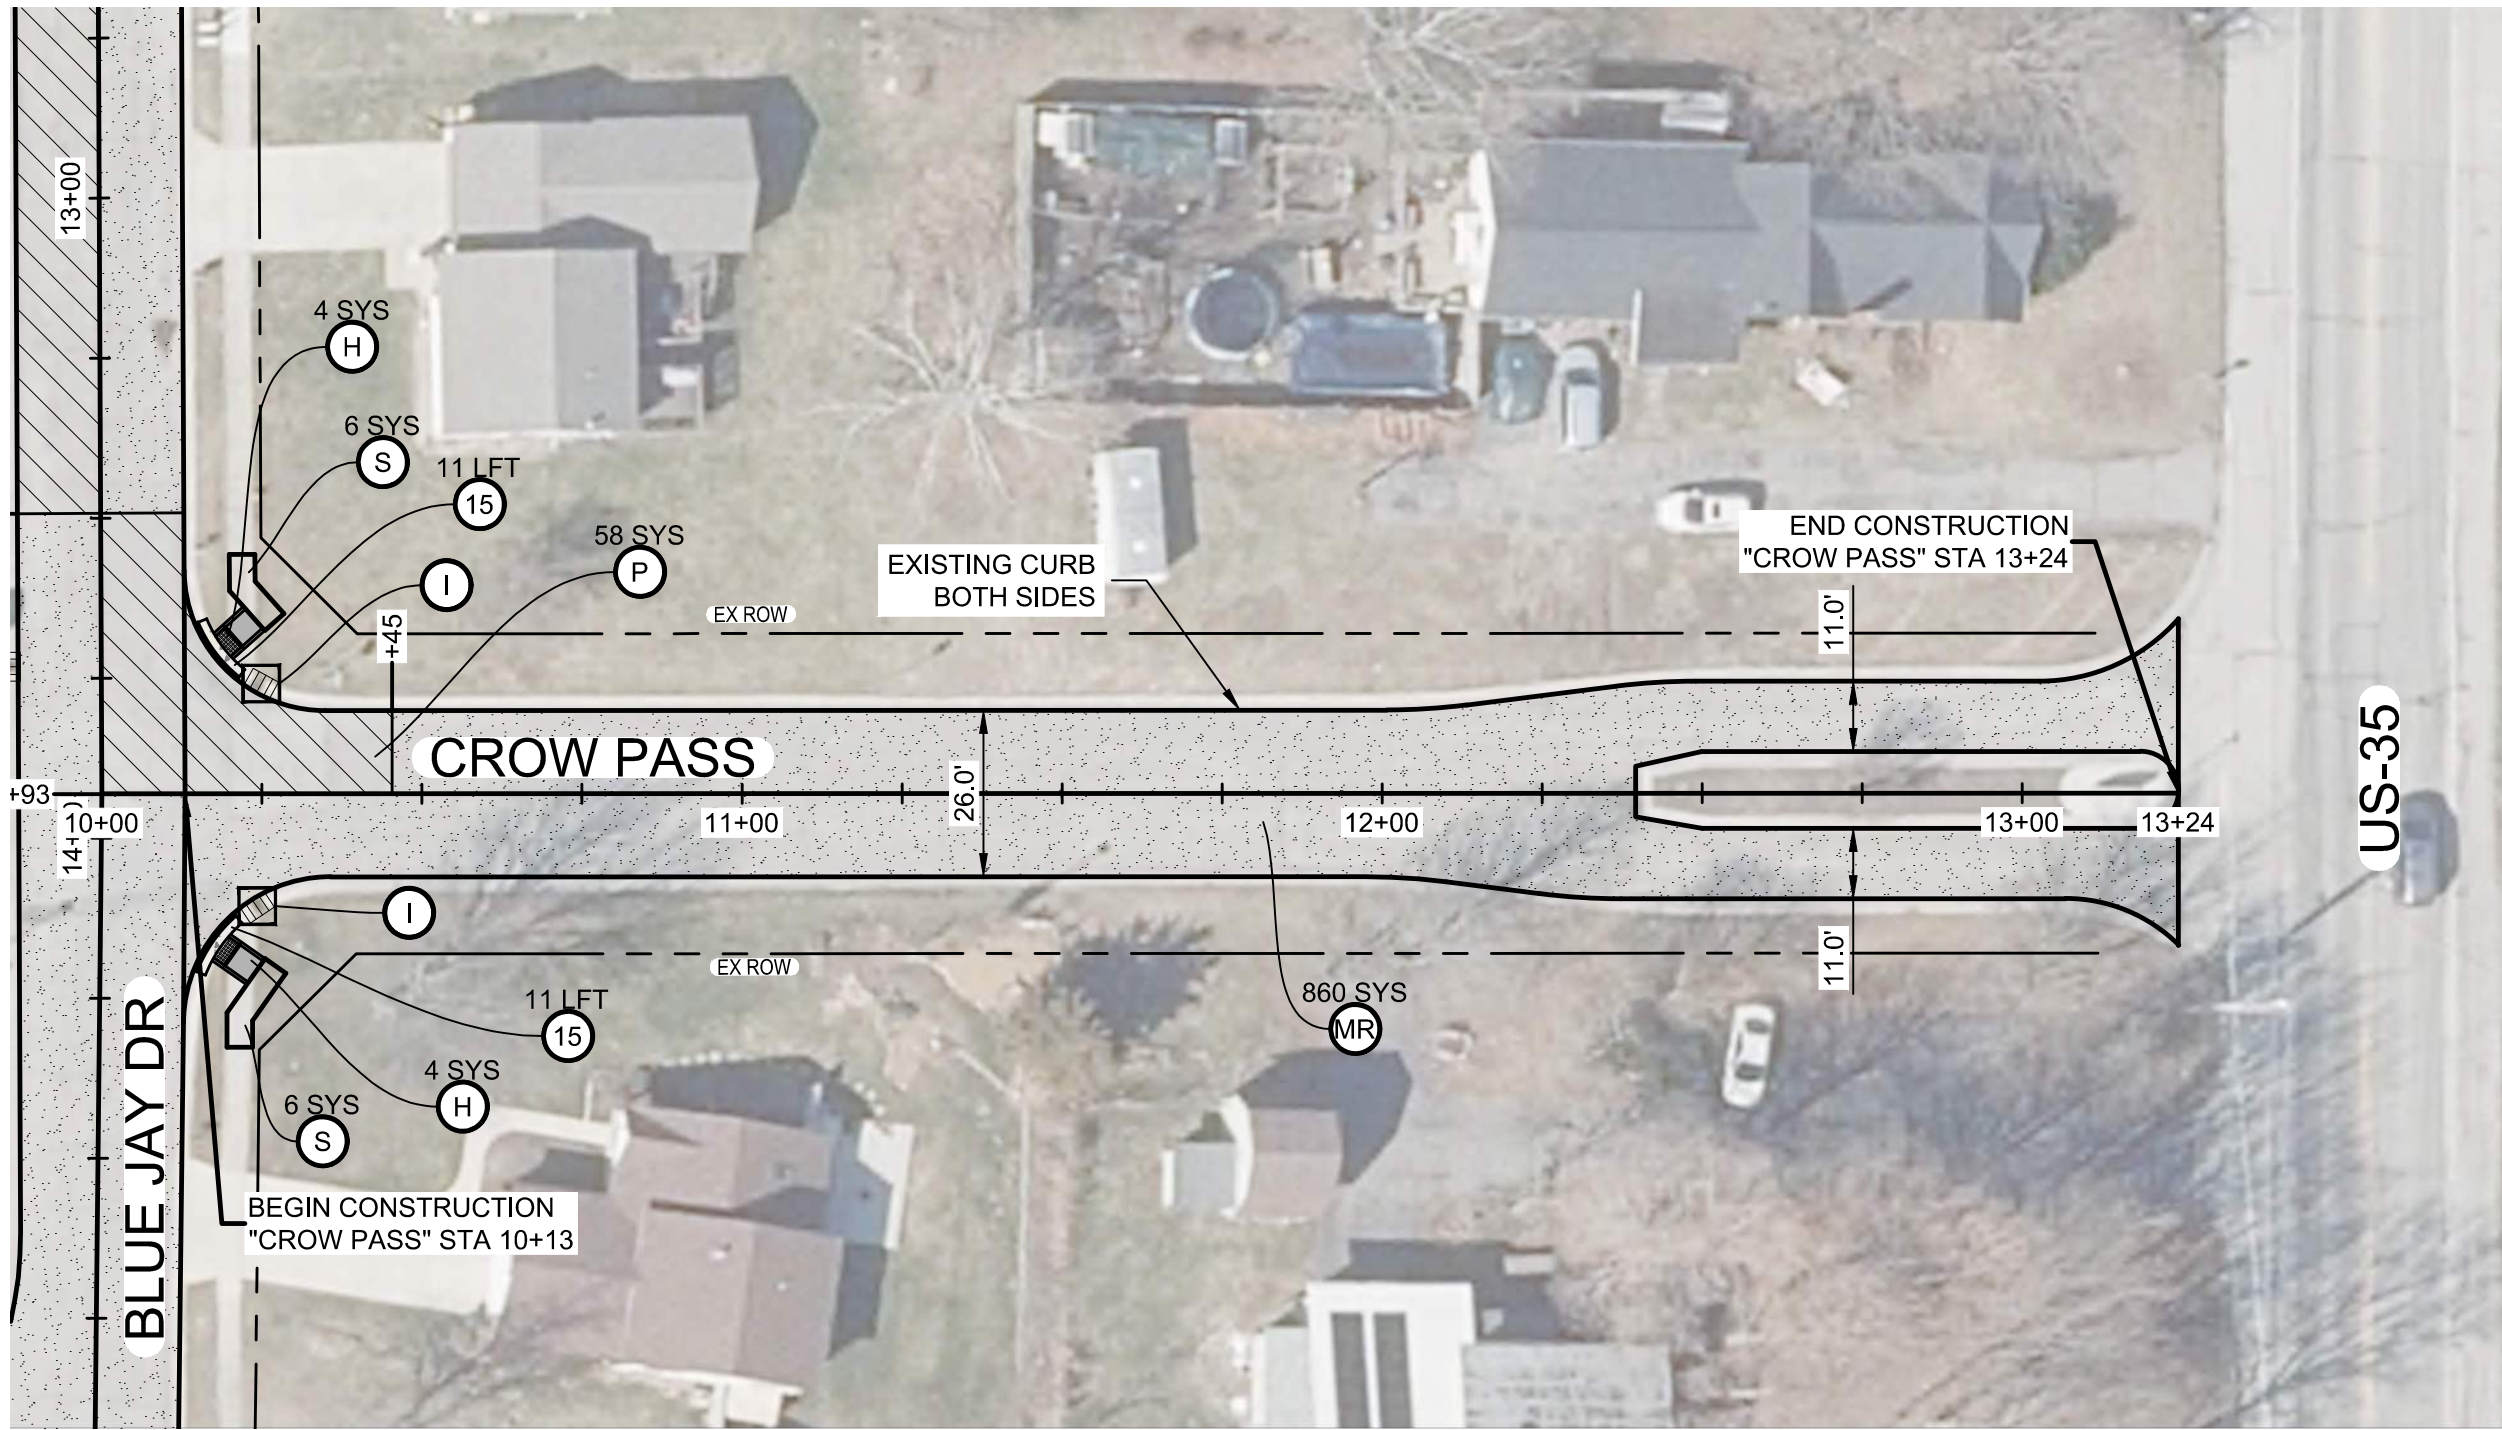 13+00
4 SYS
H
6 SYS
S
11 LFT
15
I
58 SYS
P
+45
EX ROW
EXISTING CURB
BOTH SIDES
END CONSTRUCTION
"CROW PASS" STA 13+24
11.0'
CROW PASS
26.0'
+93
10+00
11+00
12+00
13+00
13+24
US-35
I
EX ROW
11.0'
11 LFT
15
860 SYS
MR
4 SYS
H
6 SYS
S
BLUE JAY DR
BEGIN CONSTRUCTION
"CROW PASS" STA 10+13